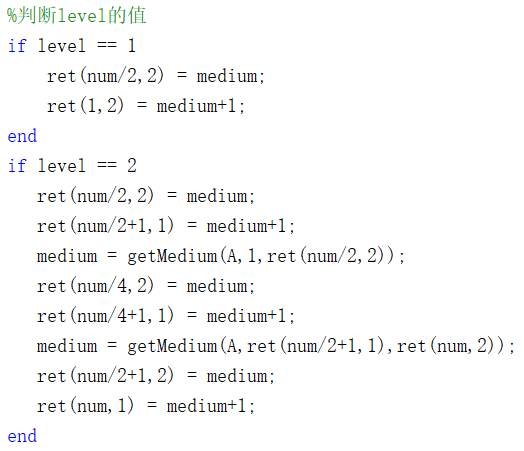 %判断level的值
if level == 1
    ret(num/2,2) = medium;
    ret(1,2) = medium+1;
end
if level == 2
   ret(num/2,2) = medium;
   ret(num/2+1,1) = medium+1;
   medium = getMedium(A,1,ret(num/2,2));
   ret(num/4,2) = medium;
   ret(num/4+1,1) = medium+1;
   medium = getMedium(A,ret(num/2+1,1),ret(num,2));
   ret(num/2+1,2) = medium;
   ret(num,1) = medium+1;
end